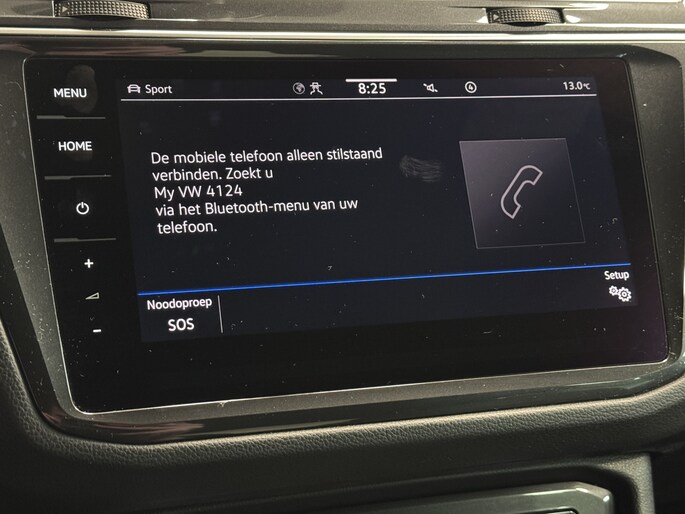 MENU
HOME
Sport
8:25
4
13.0°C
De mobiele telefoon alleen stilstaand
verbinden. Zoekt u
My VW 4124
via het Bluetooth-menu van uw
telefoon.
Setup
Noodoproep
SOS
+
-